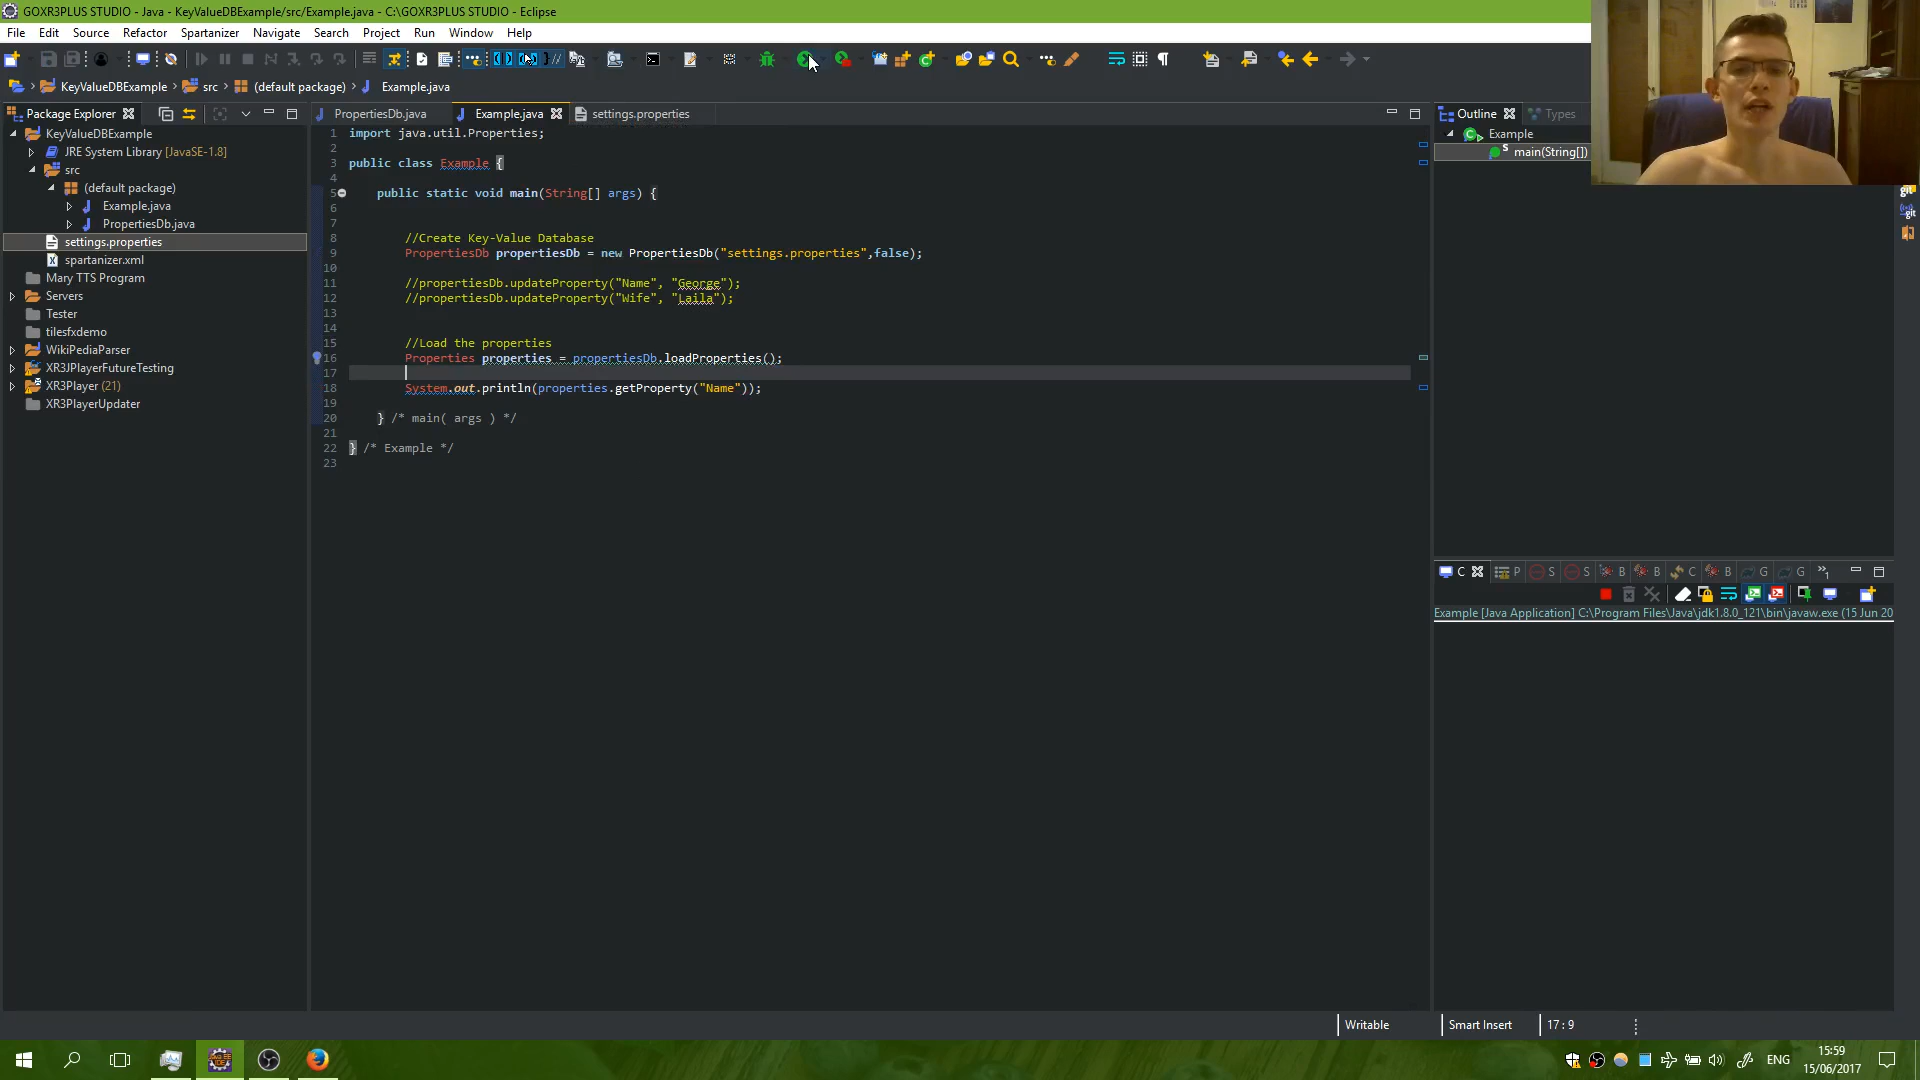 GOXR3PLUS STUDIO - Java - KeyValueDBExample/src/Example.java - C:\GOXR3PLUS STUDIO - Eclipse
File Edit Source Refactor Spartanizer Navigate Search Project Run Window Help
KeyValueDBExample src (default package) Example.java
Package Explorer
KeyValueDBExample
JRE System Library [JavaSE-1.8]
src
(default package)
Example.java
PropertiesDb.java
settings.properties
spartanizer.xml
Mary TTS Program
Servers
Tester
tilesfxdemo
WikiPediaParser
XR3JPlayerFutureTesting
XR3Player (21)
XR3PlayerUpdater
PropertiesDb.java Example.java settings.properties
1 import java.util.Properties;
2
3 public class Example {
4
5 public static void main(String[] args) {
6
7
8 //Create Key-Value Database
9 PropertiesDb propertiesDb = new PropertiesDb("settings.properties",false);
10
11 //propertiesDb.updateProperty("Name", "George");
12 //propertiesDb.updateProperty("Wife", "Laila");
13
14
15 //Load the properties
16 Properties properties = propertiesDb.loadProperties();
17
18 System.out.println(properties.getProperty("Name"));
19
20 } /* main( args ) */
21
22 } /* Example */
23
Outline Types
Example
main(String[])
git
git
C P S S B B C B G G »1
Example [Java Application] C:\Program Files\Java\jdk1.8.0_121\bin\javaw.exe (15 Jun 20
Writable Smart Insert 17 : 9
ENG
15:59
15/06/2017